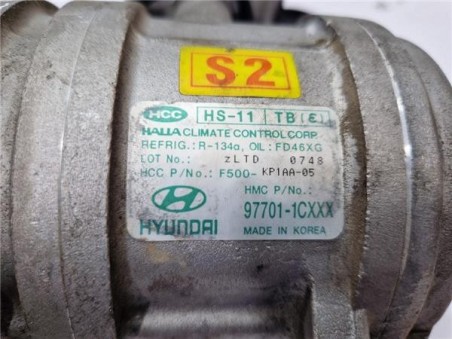 S2
HCC HS-11 TB(E)
HALLA CLIMATE CONTROL CORP.
REFRIG.: R-134a, OIL: FD46XG
LOT No.: zLTD 0748
HCC P/No.: F500-KP1AA-05
HMC P/No.:
97701-1CXXX
HYUNDAI MADE IN KOREA